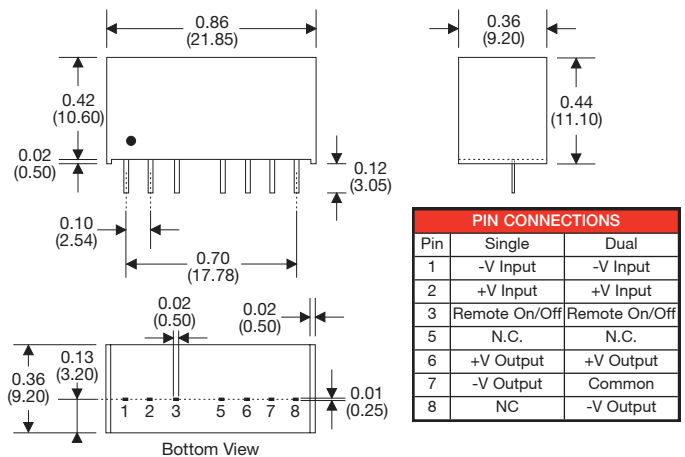 0.86
(21.85)
0.36
(9.20)
0.42
(10.60)
0.44
(11.10)
0.02
(0.50)
0.12
(3.05)
0.10
(2.54)
0.70
(17.78)
PIN CONNECTIONS
Pin Single Dual
1 -V Input -V Input
2 +V Input +V Input
3 Remote On/Off Remote On/Off
5 N.C. N.C.
6 +V Output +V Output
7 -V Output Common
8 NC -V Output
0.02
(0.50)
0.02
(0.50)
0.13
(3.20)
0.36
(9.20)
0.01
(0.25)
1 2 3 5 6 7 8
Bottom View